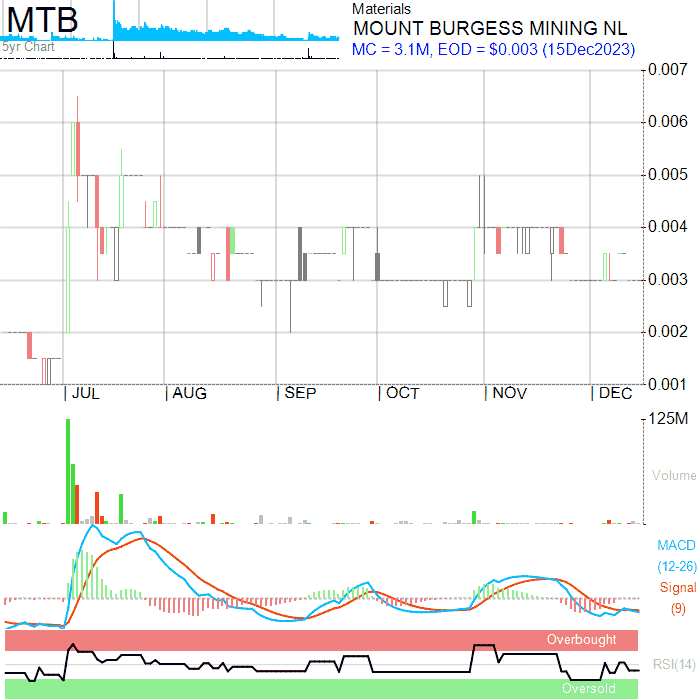 MTB
5yr Chart
Materials
MOUNT BURGESS MINING NL
MC = 3.1M, EOD = $0.003 (15Dec2023)
0.007
0.006
0.005
0.004
0.003
0.002
0.001
JUL
AUG
SEP
OCT
NOV
DEC
125M
Volume
MACD
(12-26)
Signal
(9)
Overbought
RSI(14)
Oversold